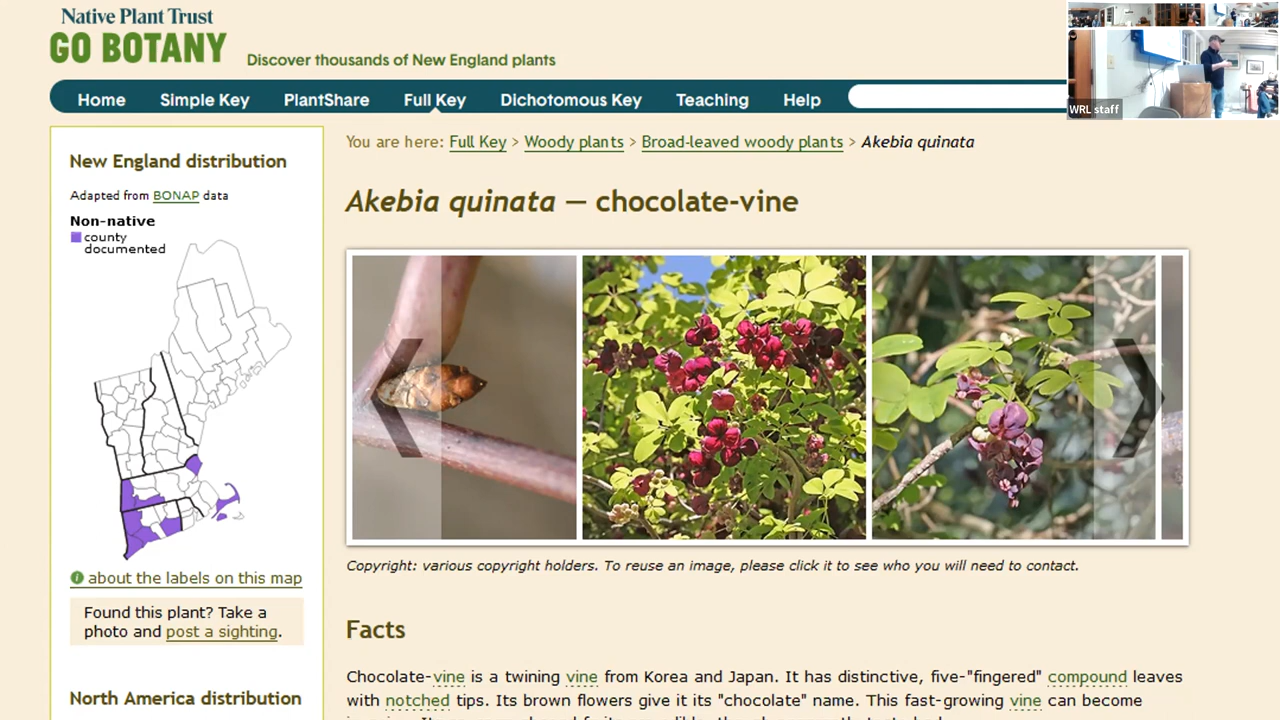 Native Plant Trust
GO BOTANY
Discover thousands of New England plants
Home Simple Key PlantShare Full Key Dichotomous Key Teaching Help
WRL staff
New England distribution
Adapted from BONAP data
Non-native
county
documented
about the labels on this map
Found this plant? Take a
photo and post a sighting.
North America distribution
You are here: Full Key > Woody plants > Broad-leaved woody plants > Akebia quinata
Akebia quinata — chocolate-vine
Copyright: various copyright holders. To reuse an image, please click it to see who you will need to contact.
Facts
Chocolate-vine is a twining vine from Korea and Japan. It has distinctive, five-"fingered" compound leaves
with notched tips. Its brown flowers give it its "chocolate" name. This fast-growing vine can become